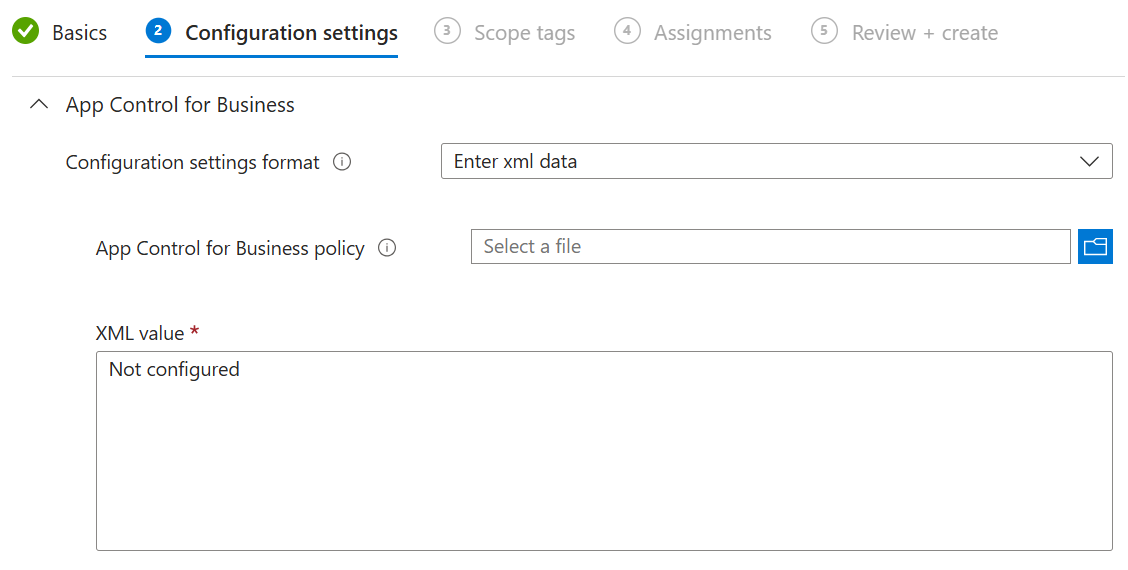 Basics 2 Configuration settings 3 Scope tags 4 Assignments 5 Review + create
App Control for Business
Configuration settings format Enter xml data
App Control for Business policy Select a file
XML value *
Not configured